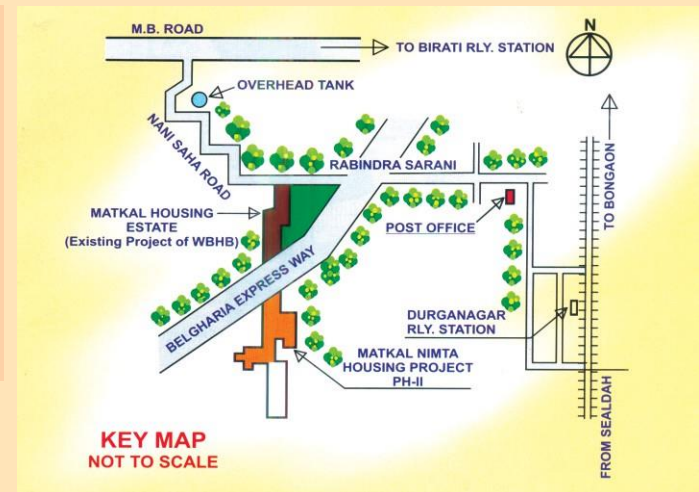 M.B. ROAD
TO BIRATI RLY. STATION
N
OVERHEAD TANK
NANI SAHA ROAD
RABINDRA SARANI
TO BONGAON
MATKAL HOUSING
ESTATE
(Existing Project of WBHB)
POST OFFICE
BELGHARIA EXPRESS WAY
DURGANAGAR
RLY. STATION
MATKAL NIMTA
HOUSING PROJECT
PH-II
FROM SEALDAH
KEY MAP
NOT TO SCALE